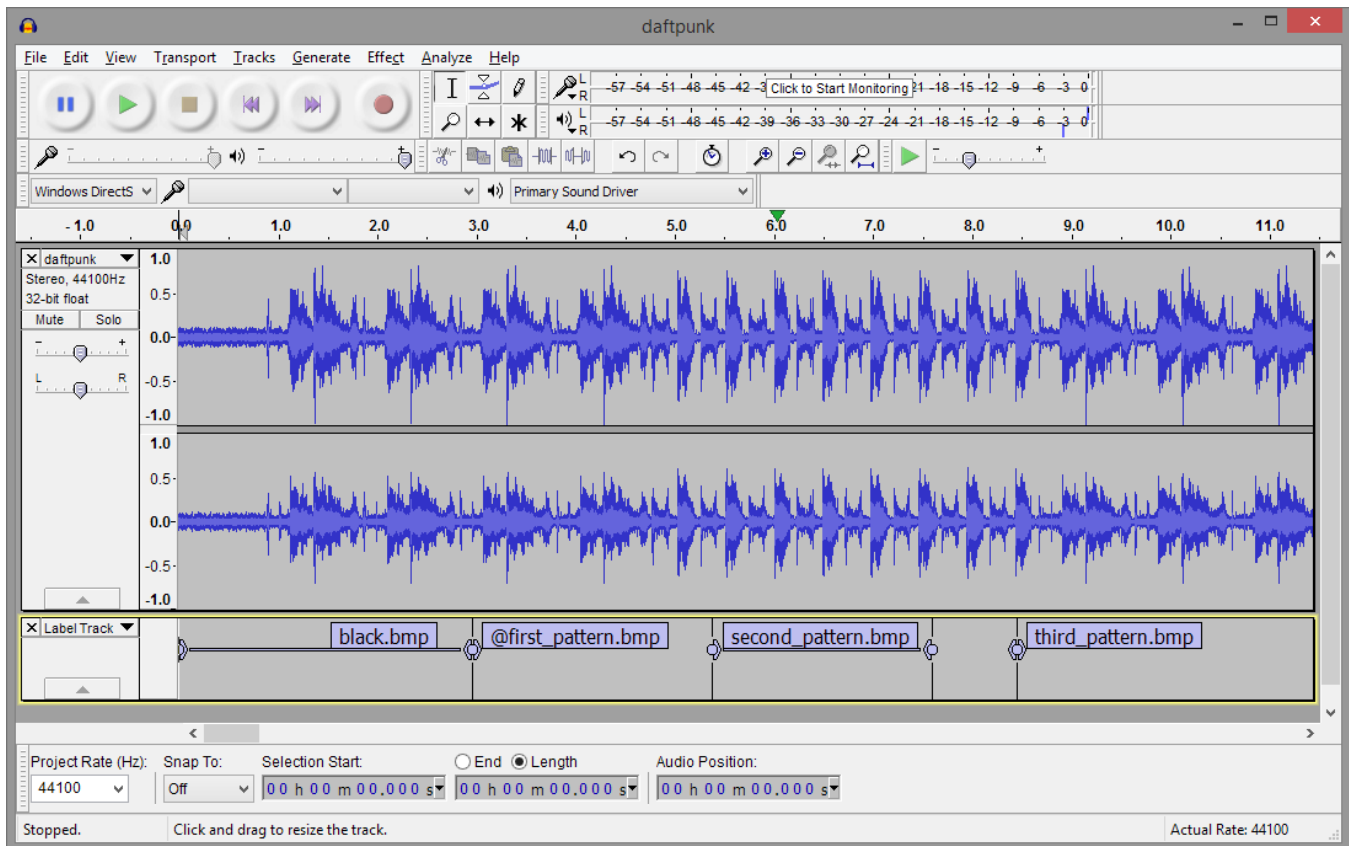 daftpunk
File Edit View Transport Tracks Generate Effect Analyze Help
L
R
-57 -54 -51 -48 -45 -42 -3 Click to Start Monitoring 21 -18 -15 -12 -9 -6 -3 0
L
R
-57 -54 -51 -48 -45 -42 -39 -36 -33 -30 -27 -24 -21 -18 -15 -12 -9 -6 -3 0
Windows DirectS
Primary Sound Driver
- 1.0 0.0 1.0 2.0 3.0 4.0 5.0 6.0 7.0 8.0 9.0 10.0 11.0
daftpunk
Stereo, 44100Hz
32-bit float
Mute Solo
- +
L R
1.0
0.5
0.0
-0.5
-1.0
1.0
0.5
0.0
-0.5
-1.0
Label Track
black.bmp @first_pattern.bmp second_pattern.bmp third_pattern.bmp
Project Rate (Hz): Snap To: Selection Start: End Length Audio Position:
44100 Off 00 h 00 m 00.000 s 00 h 00 m 00.000 s 00 h 00 m 00.000 s
Stopped. Click and drag to resize the track. Actual Rate: 44100